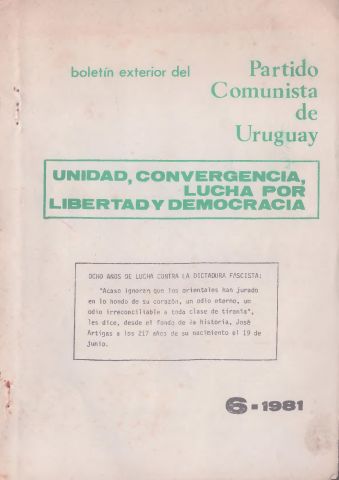 boletín exterior del
Partido
Comunista
de
Uruguay
UNIDAD, CONVERGENCIA,
LUCHA POR
LIBERTAD Y DEMOCRACIA
OCHO AÑOS DE LUCHA CONTRA LA DICTADURA FASCISTA:
"Acaso ignoran que los orientales han jurado
en lo hondo de su corazón, un odio eterno, un
odio irreconciliable a toda clase de tiranía",
les dice, desde el fondo de la historia, José
Artigas a los 217 años de su nacimiento el 19 de
junio.
6-1981